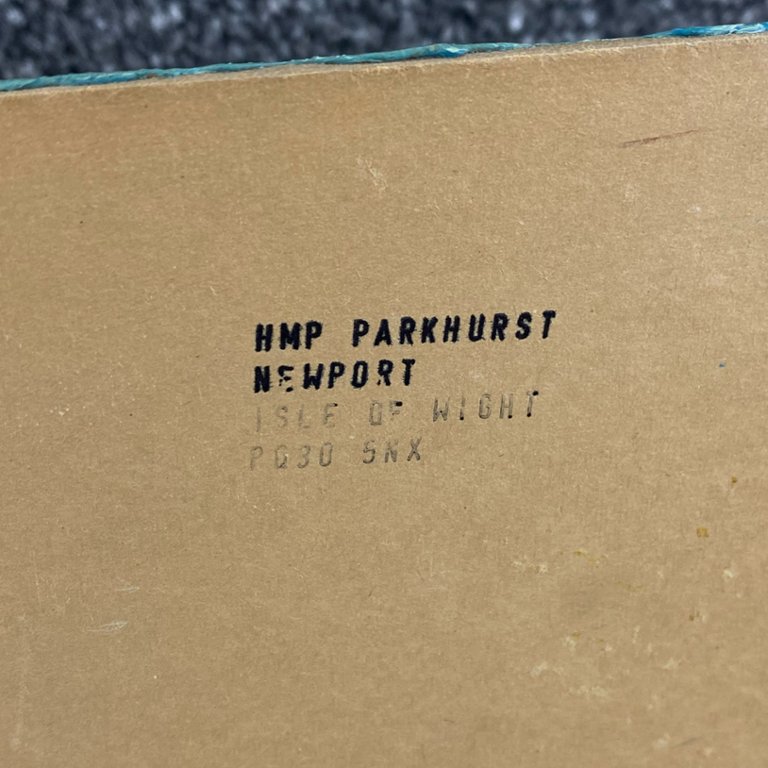 HMP PARKHURST
NEWPORT
ISLE OF WIGHT
PO30 5NX